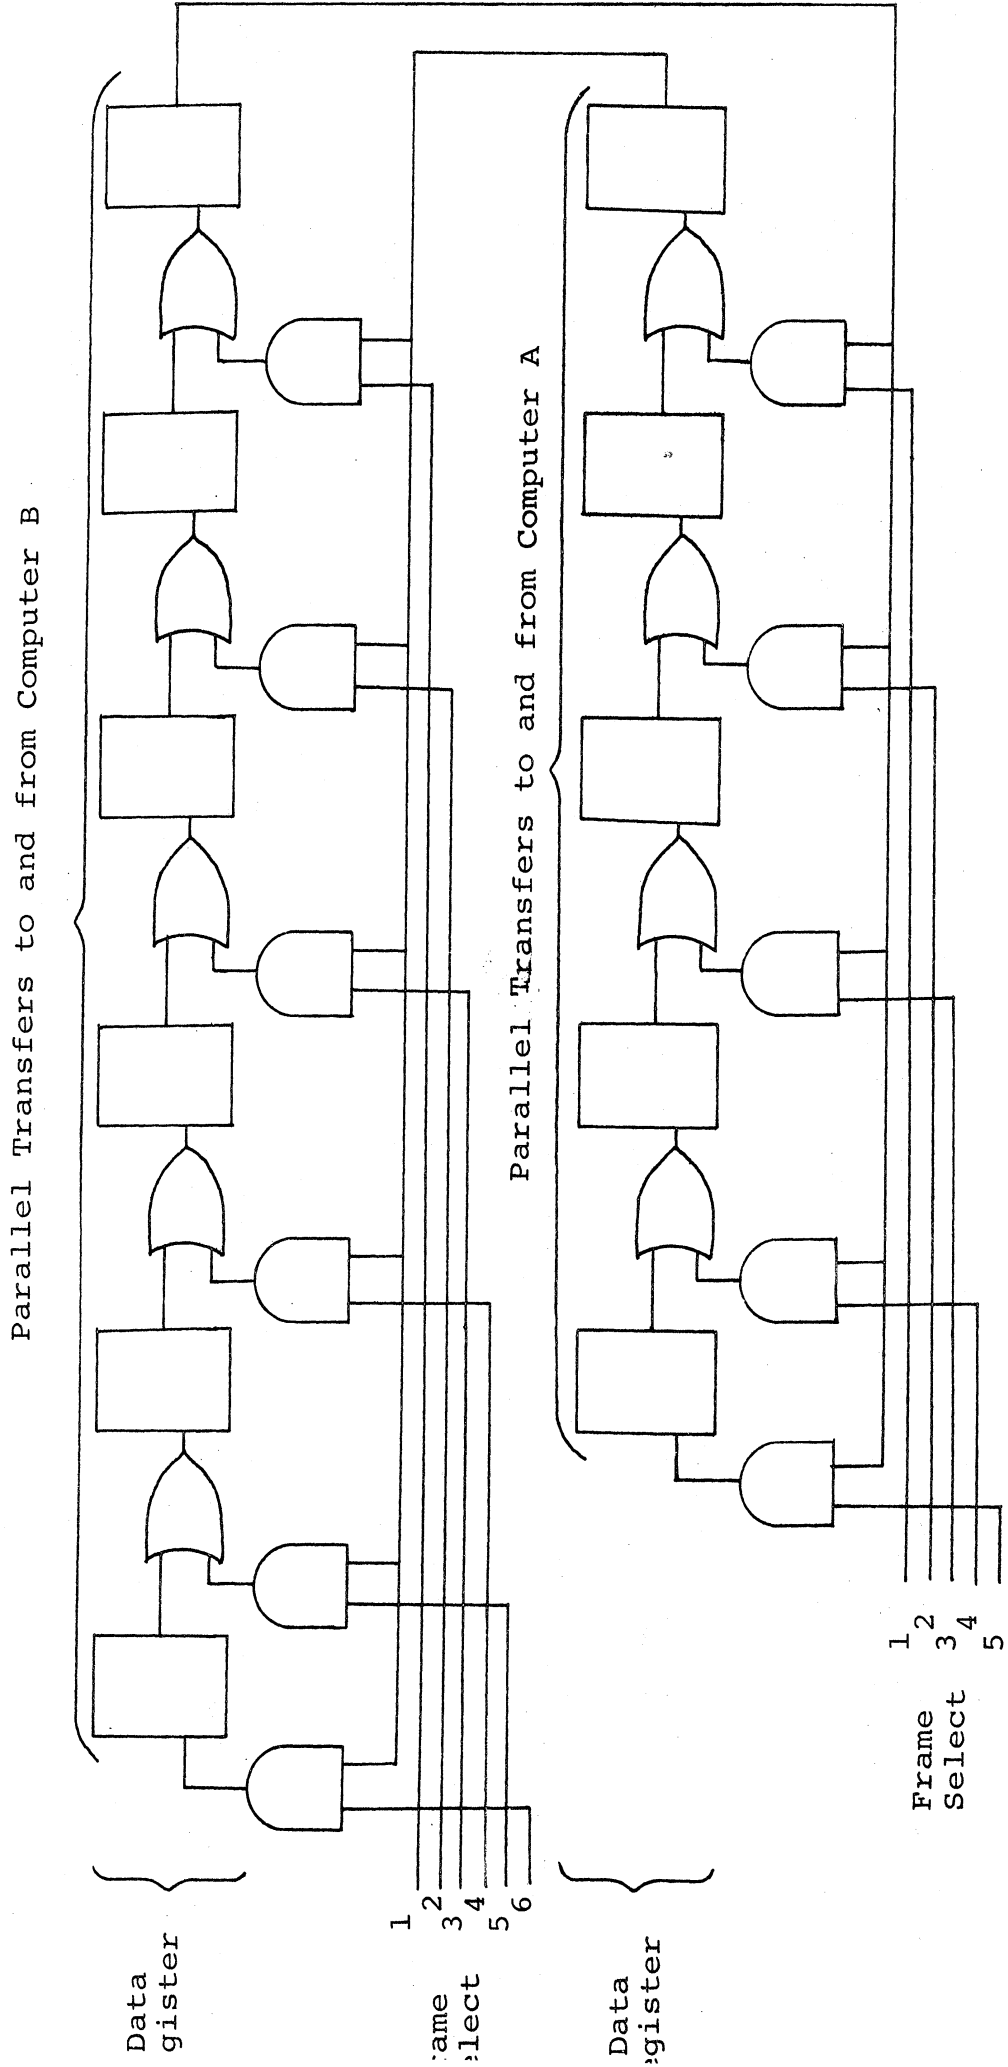 Parallel Transfers to and from Computer B
Data
gister
1
2
3
4
5
6
ame
elect
Parallel Transfers to and from Computer A
Data
egister
1
2
3
4
5
Frame
Select